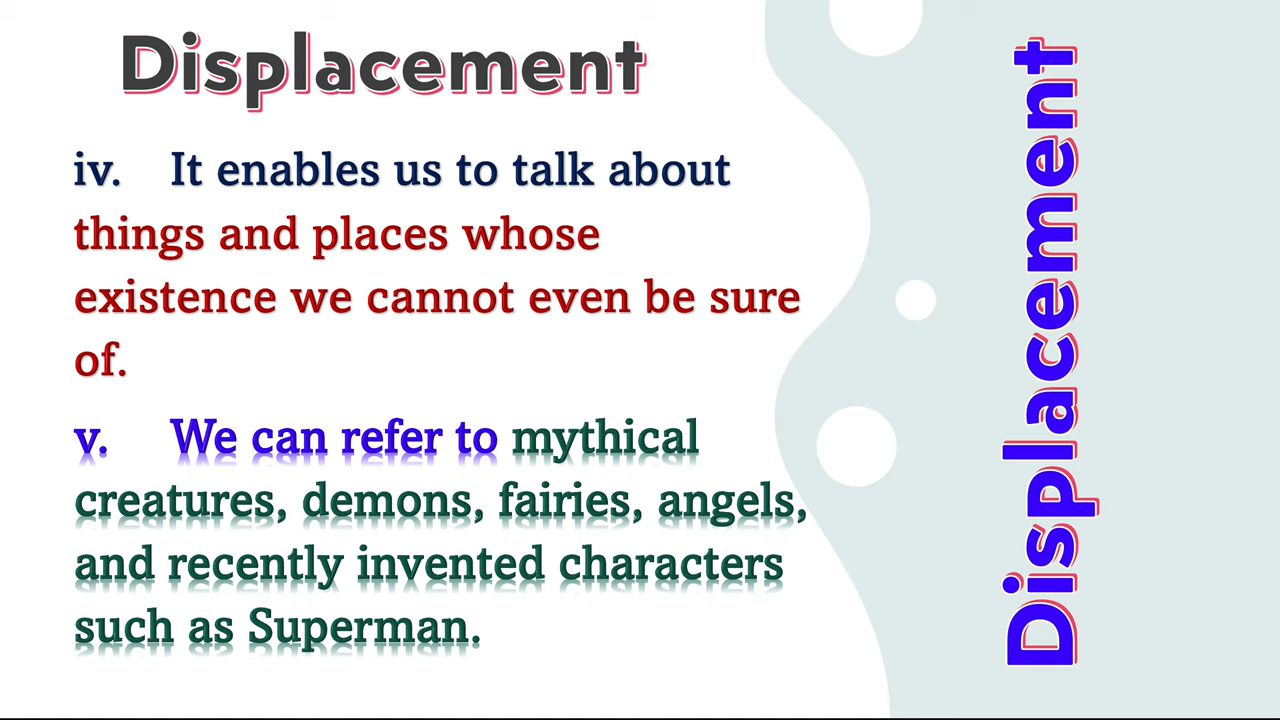 Displacement
iv. It enables us to talk about
things and places whose
existence we cannot even be sure
of.
v. We can refer to mythical
creatures, demons, fairies, angels,
and recently invented characters
such as Superman.
Displacement